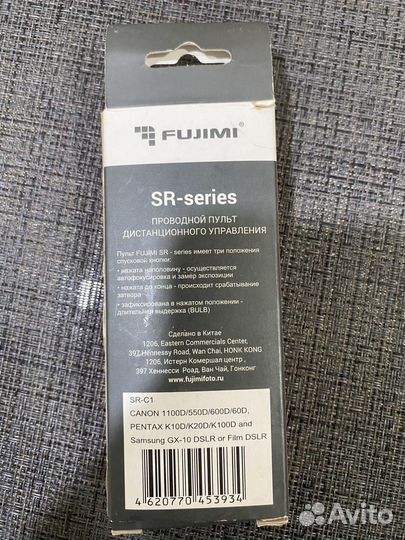 FUJIMI®
SR-series
ПРОВОДНОЙ ПУЛЬТ
ДИСТАНЦИОННОГО УПРАВЛЕНИЯ
Пульт FUJIMI SR - series имеет три положения
спусковой кнопки:
• нажата наполовину - осуществляется
автофокусировка и замер экспозиции
• нажата до конца - происходит срабатывание
затвора
• зафиксирована в нажатом положении -
длительная выдержка (BULB)
Сделано в Китае
1206, Eastern Commercials Center,
397 Hennessy Road, Wan Chai, HONK KONG
1206, Истерн Комершал центр ,
397 Хеннесси Роад, Ван Чай, Гонконг
www.fujimifoto.ru
SR-C1
CANON 1100D/550D/600D/60D,
PENTAX K10D/K20D/K100D and
Samsung GX-10 DSLR or Film DSLR
4 620770 453934
Avito